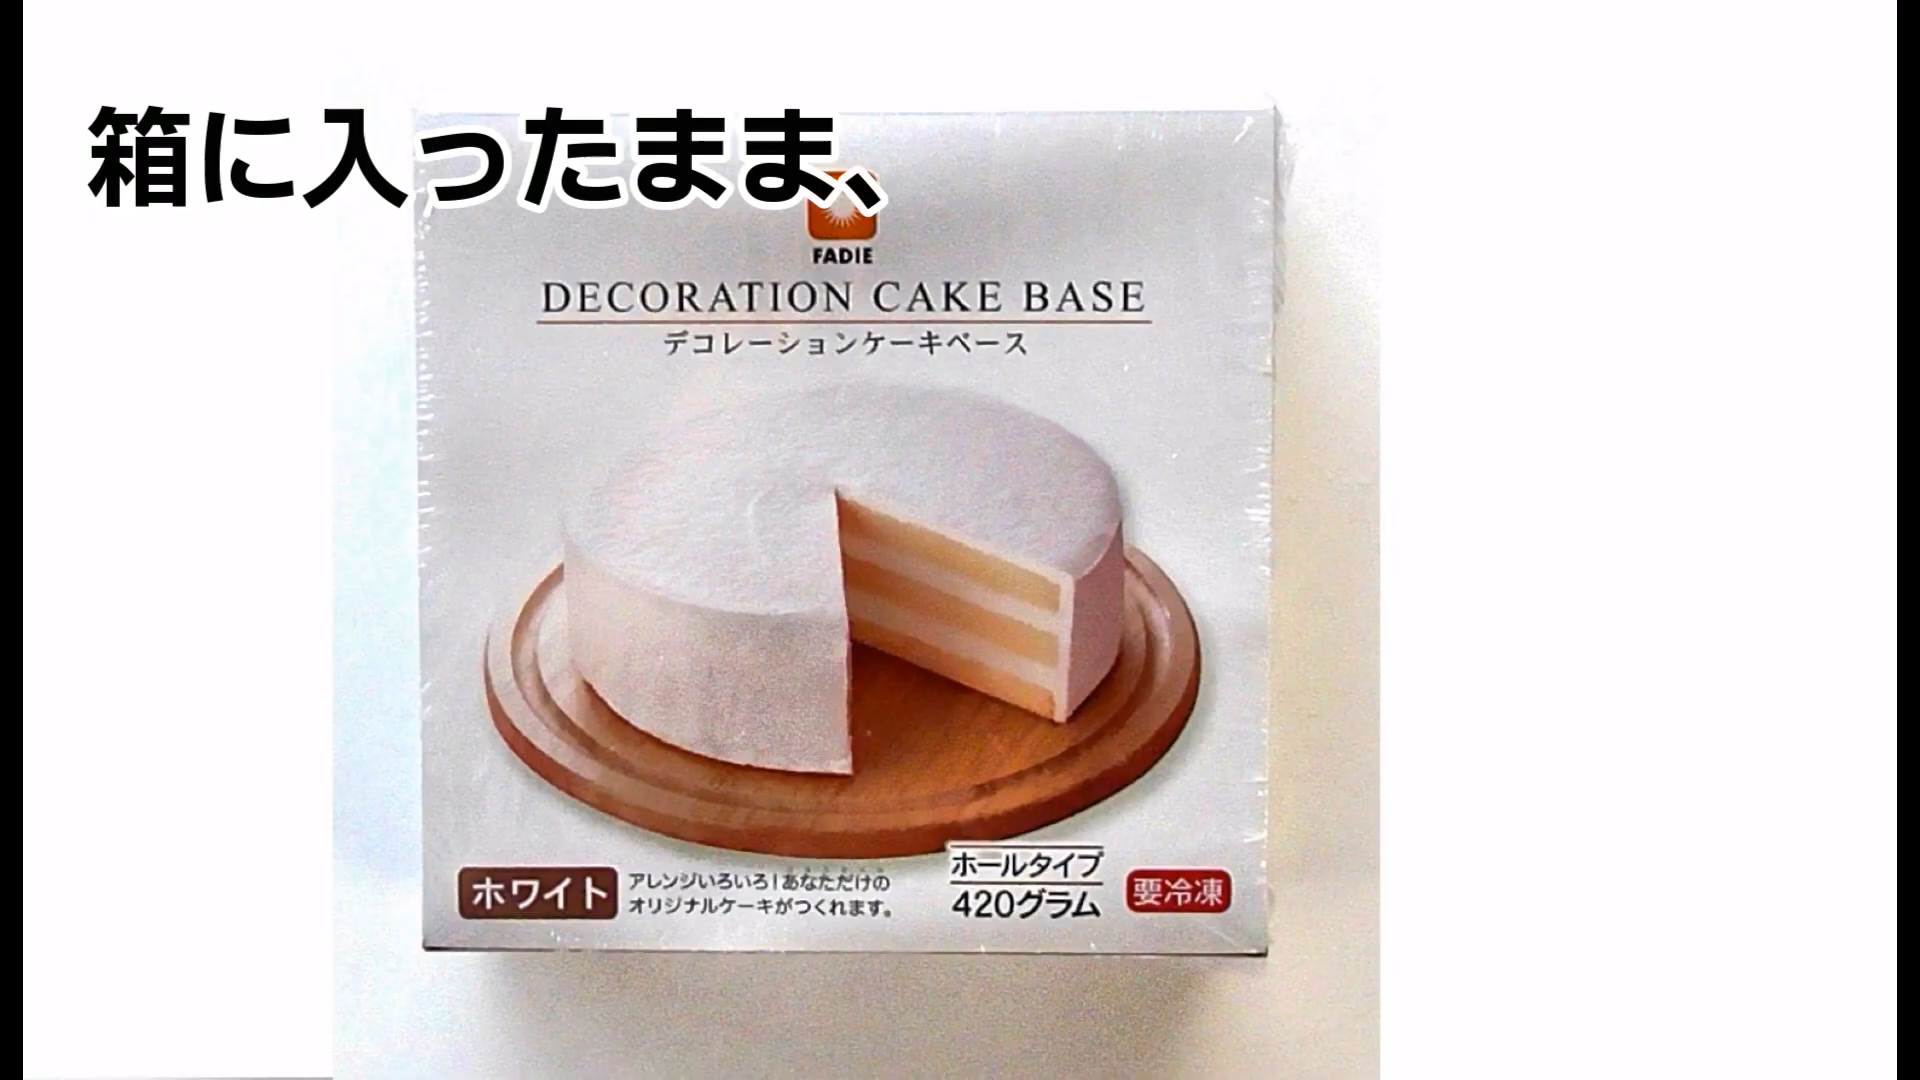 箱に入ったまま、
FADIE
DECORATION CAKE BASE
デコレーションケーキベース
ホワイト
アレンジいろいろ!あなただけの
オリジナルケーキがつくれます。
ホールタイプ
420グラム
要冷凍